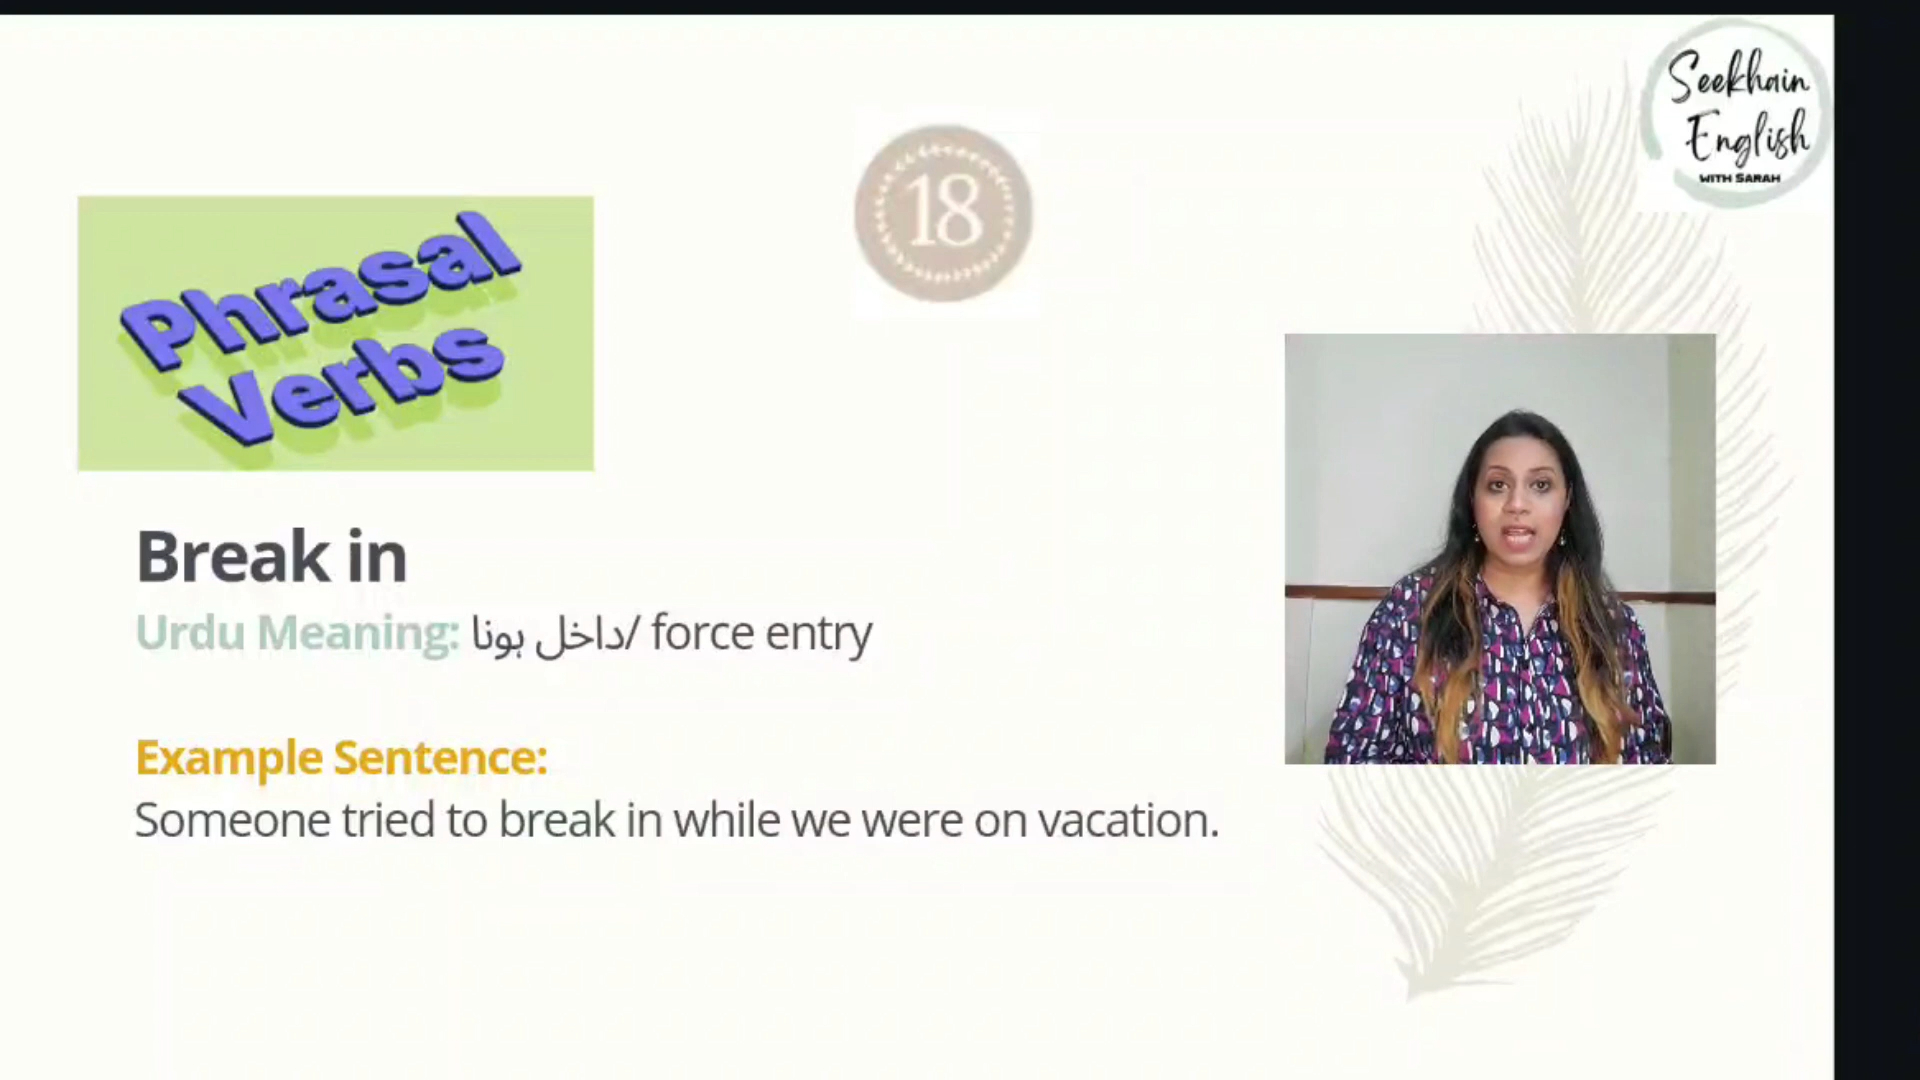 Seekhain
English
WITH SARAH
18
Phrasal
Verbs
Break in
Urdu Meaning: داخل ہونا/ force entry
Example Sentence:
Someone tried to break in while we were on vacation.